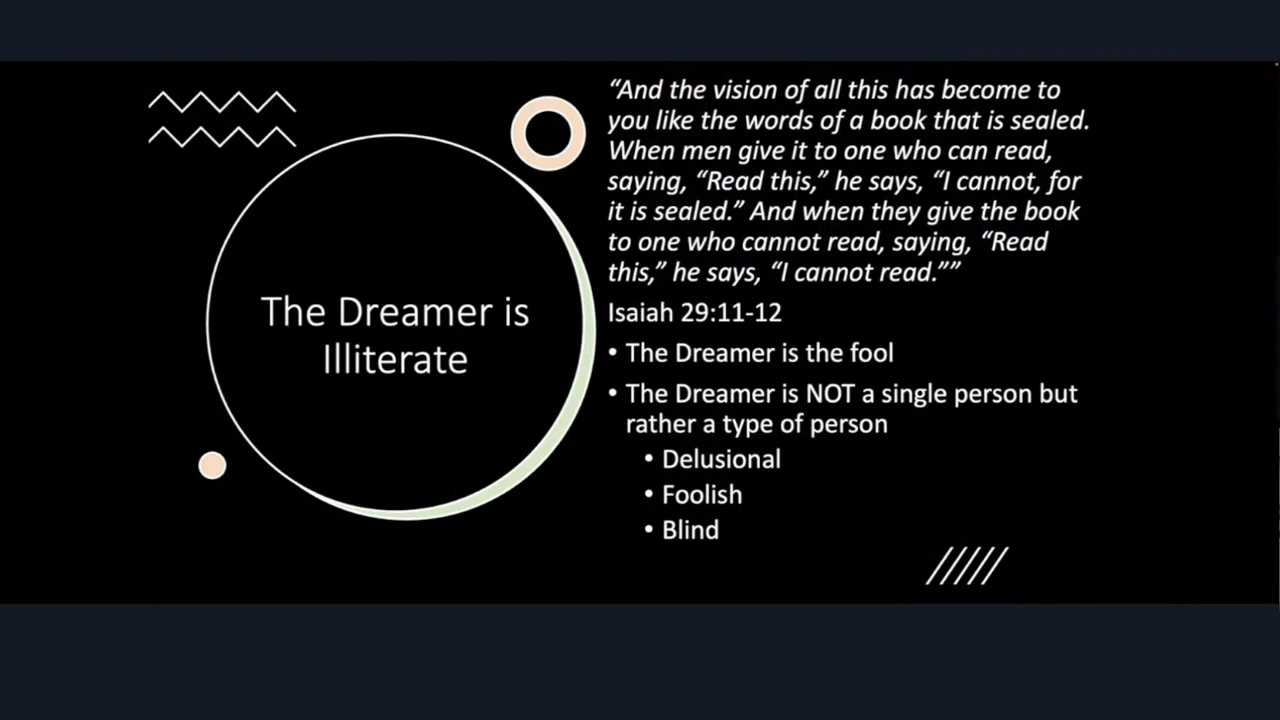 The Dreamer is
Illiterate
“And the vision of all this has become to
you like the words of a book that is sealed.
When men give it to one who can read,
saying, “Read this,” he says, “I cannot, for
it is sealed.” And when they give the book
to one who cannot read, saying, “Read
this,” he says, “I cannot read.””
Isaiah 29:11-12
• The Dreamer is the fool
• The Dreamer is NOT a single person but
rather a type of person
• Delusional
• Foolish
• Blind